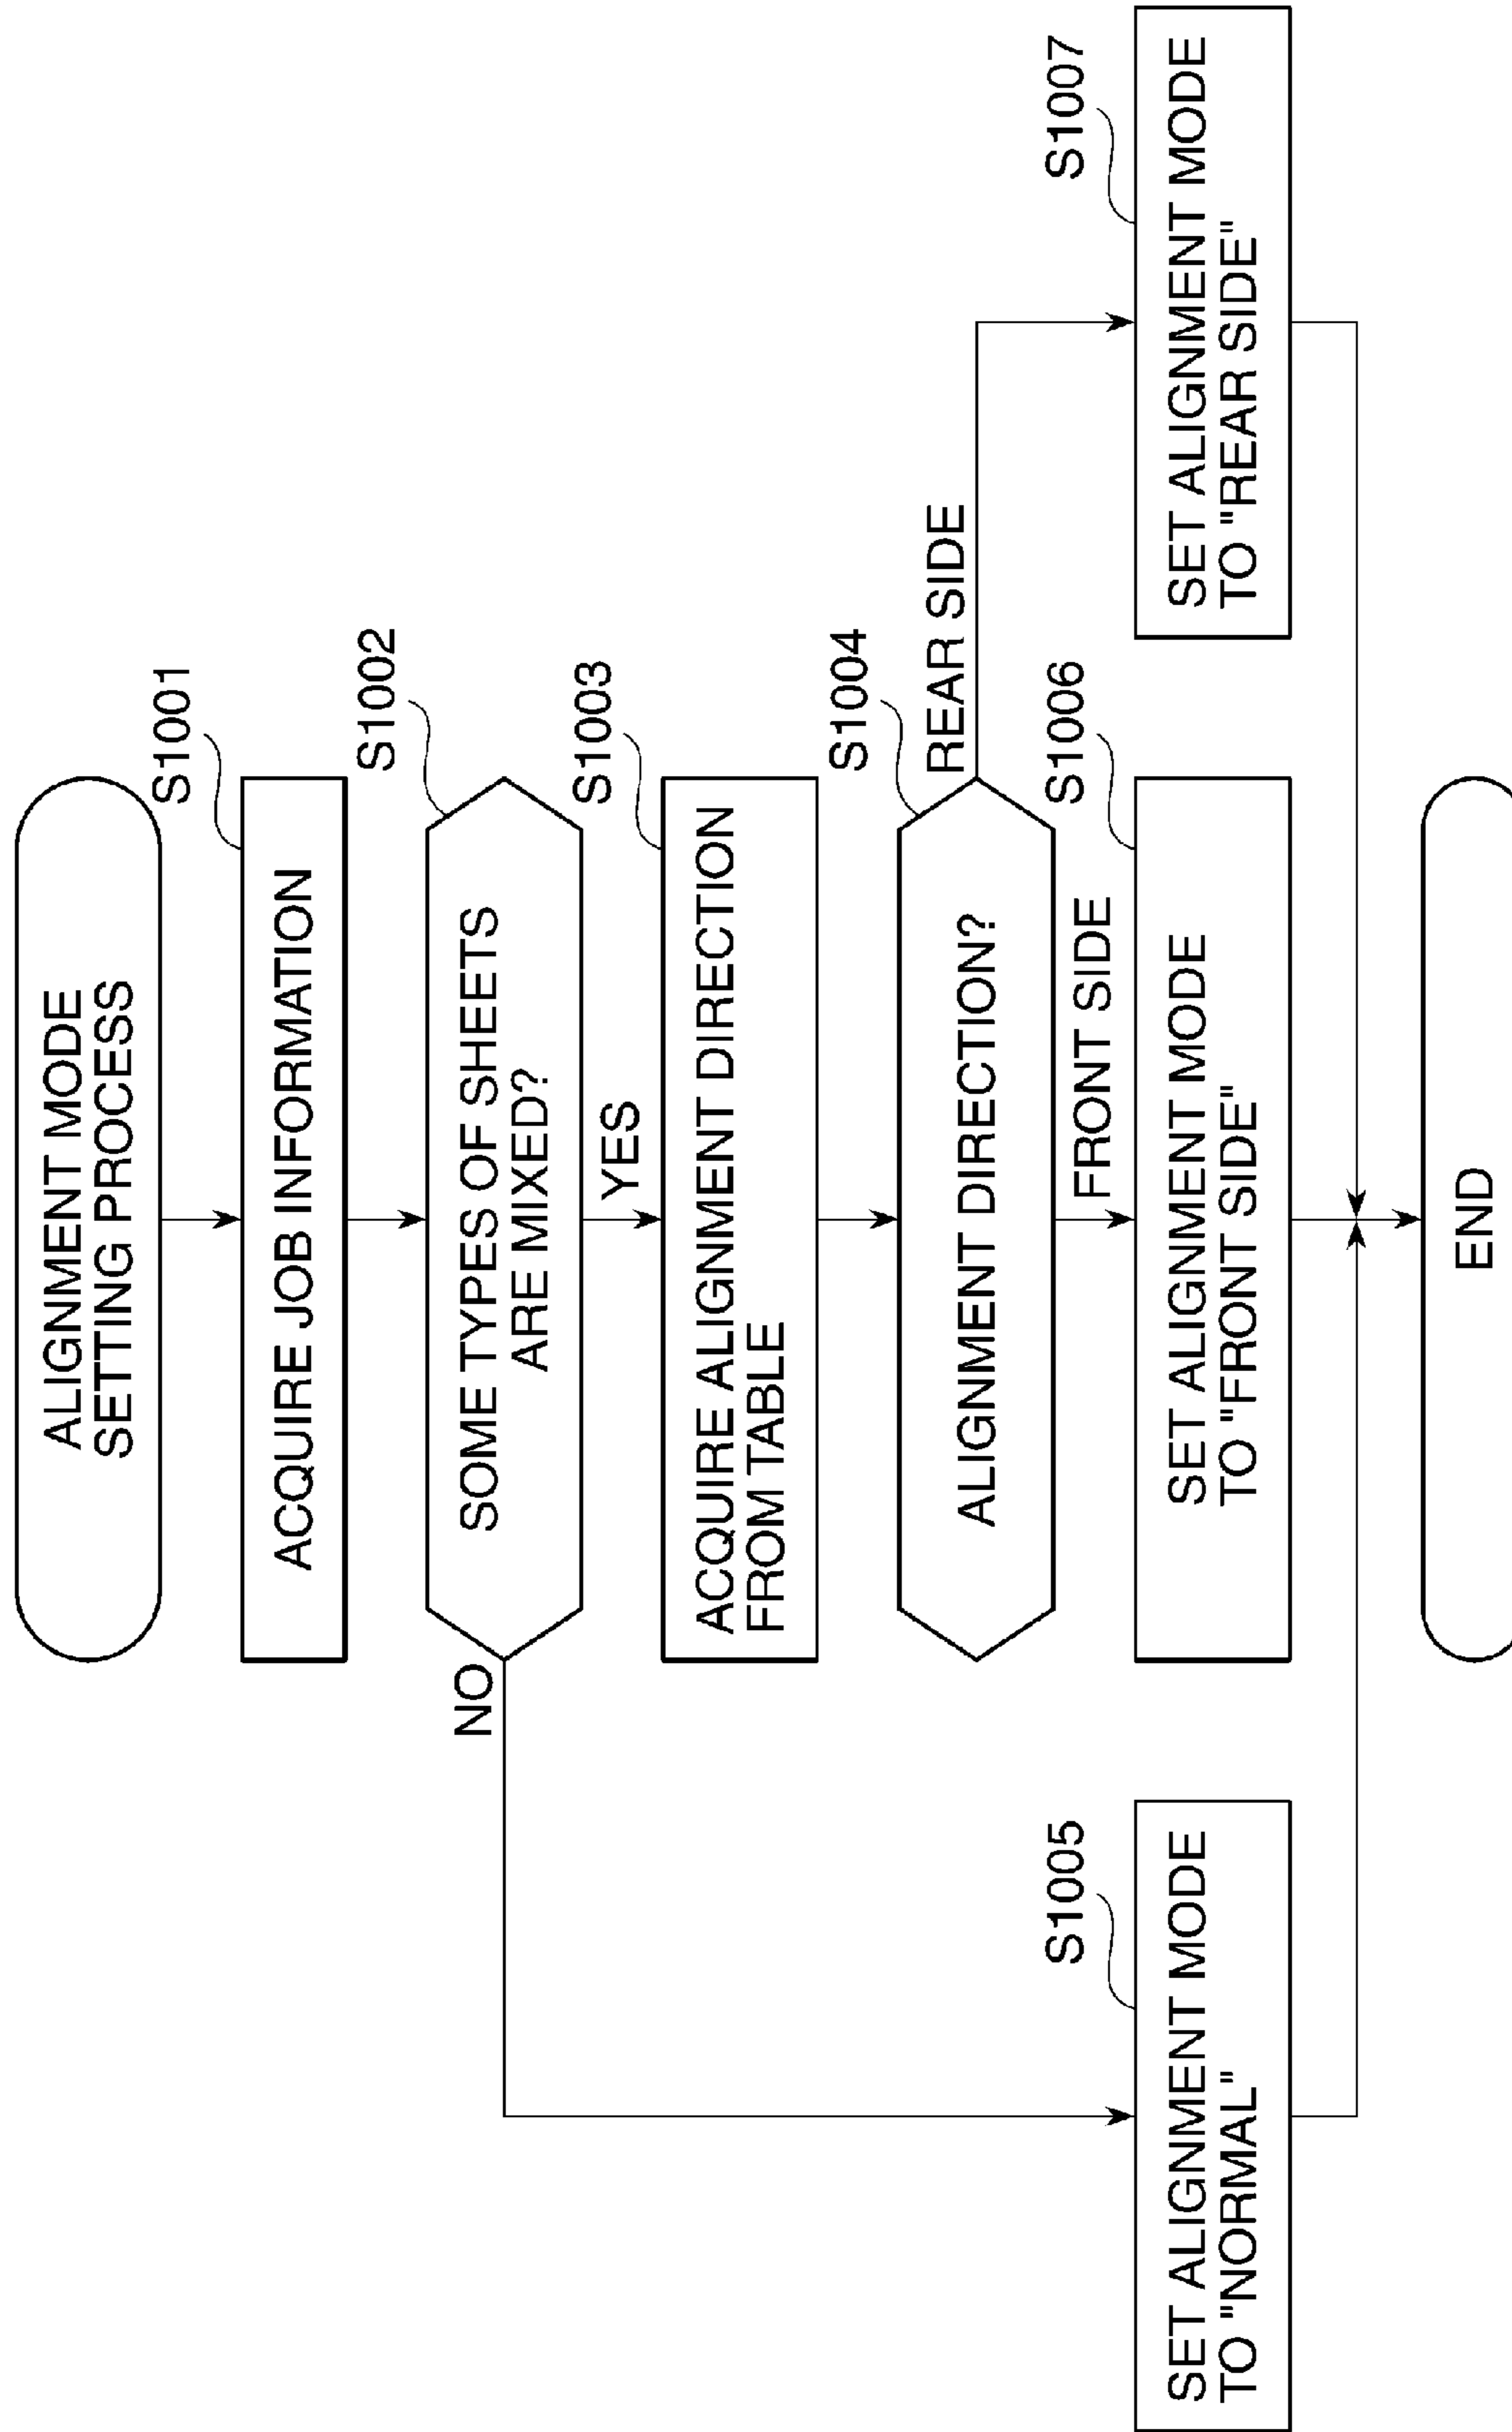 ALIGNMENT MODE
SETTING PROCESS
S1001
ACQUIRE JOB INFORMATION
S1002
SOME TYPES OF SHEETS
ARE MIXED?
NO
YES
S1003
ACQUIRE ALIGNMENT DIRECTION
FROM TABLE
S1004
ALIGNMENT DIRECTION?
REAR SIDE
FRONT SIDE
S1005
SET ALIGNMENT MODE
TO "NORMAL"
S1006
SET ALIGNMENT MODE
TO "FRONT SIDE"
S1007
SET ALIGNMENT MODE
TO "REAR SIDE"
END